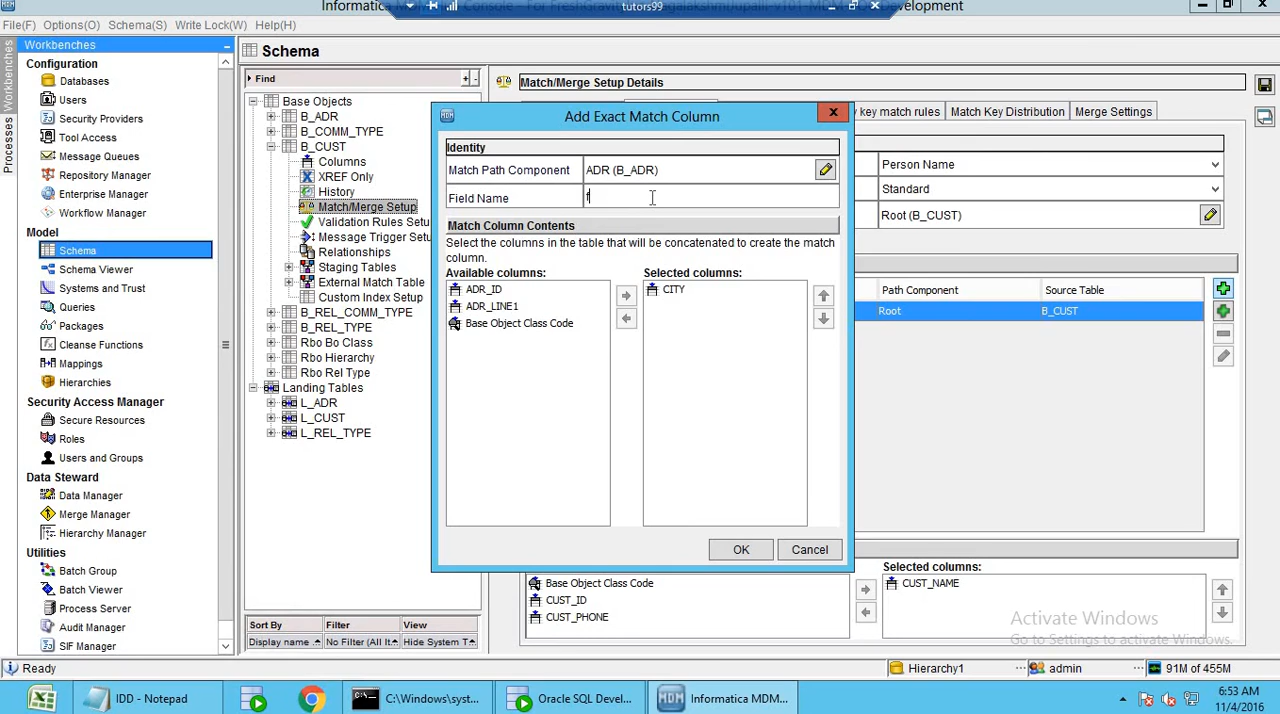 tutors99
Informatica MDM
Development
File(F) Options(O) Schema(S) Write Lock(W) Help(H)
Workbenches
Processes
Workbenches
Configuration
Databases
Users
Security Providers
Tool Access
Message Queues
Repository Manager
Enterprise Manager
Workflow Manager
Model
Schema
Schema Viewer
Systems and Trust
Queries
Packages
Cleanse Functions
Mappings
Hierarchies
Security Access Manager
Secure Resources
Roles
Users and Groups
Data Steward
Data Manager
Merge Manager
Hierarchy Manager
Utilities
Batch Group
Batch Viewer
Process Server
Audit Manager
SIF Manager
Schema
Find
Base Objects
B_ADR
B_COMM_TYPE
B_CUST
Columns
XREF Only
History
Match/Merge Setup
Validation Rules Setu
Message Trigger Setu
Relationships
Staging Tables
External Match Table
Custom Index Setup
B_REL_COMM_TYPE
B_REL_TYPE
Rbo Bo Class
Rbo Hierarchy
Rbo Rel Type
Landing Tables
L_ADR
L_CUST
L_REL_TYPE
Sort By Filter View
Display name No Filter (All It Hide System T
Match/Merge Setup Details
key match rules Match Key Distribution Merge Settings
Person Name
Standard
Root (B_CUST)
Path Component Source Table
Root B_CUST
Add Exact Match Column
Identity
Match Path Component ADR (B_ADR)
Field Name f
Match Column Contents
Select the columns in the table that will be concatenated to create the match
column.
Available columns: Selected columns:
ADR_ID CITY
ADR_LINE1
Base Object Class Code
OK Cancel
Selected columns:
Base Object Class Code CUST_NAME
CUST_ID
CUST_PHONE
Activate Windows
Go to Settings to activate Windows.
Ready Hierarchy1 admin 91M of 455M
IDD - Notepad C:\Windows\syst... Oracle SQL Devel... Informatica MDM...
6:53 AM
11/4/2016